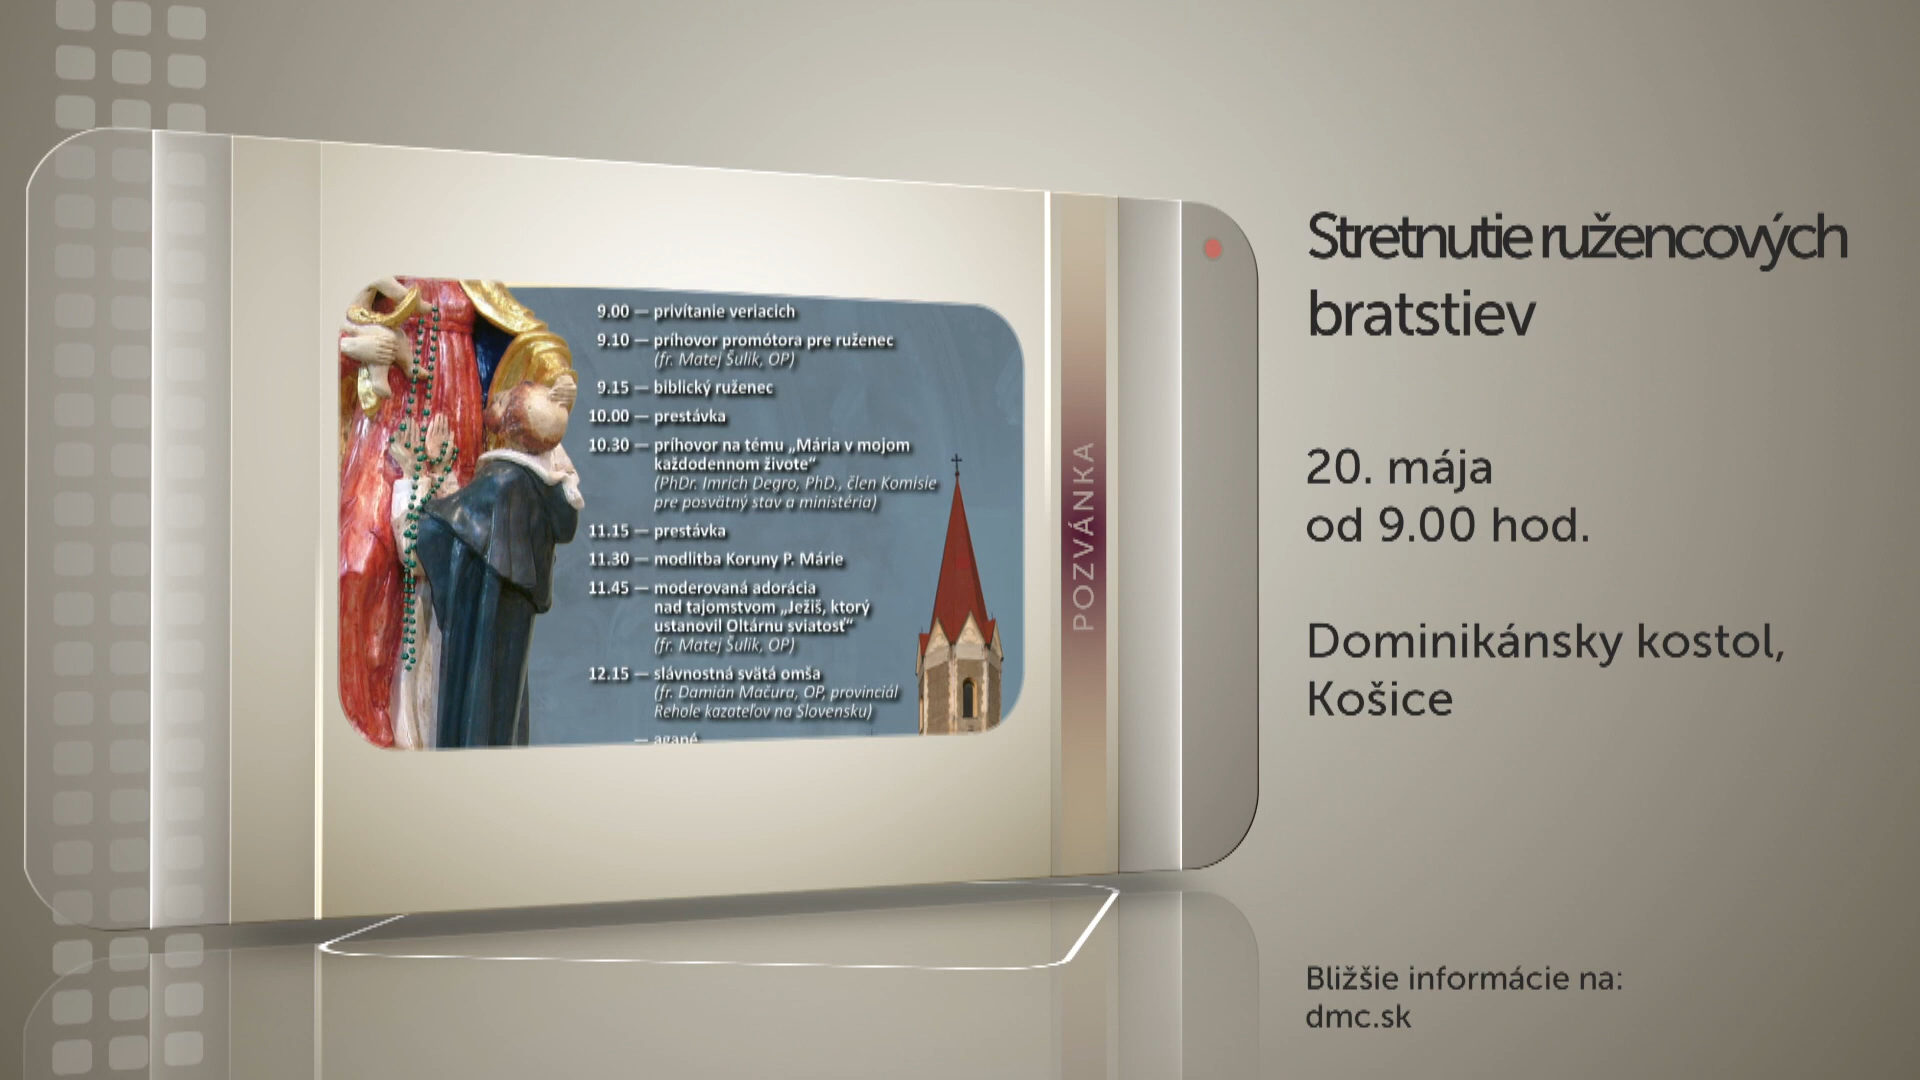 9.00 — privítanie veriacich
9.10 — príhovor promótora pre ruženec
(fr. Matej Šulik, OP)
9.15 — biblický ruženec
10.00 — prestávka
10.30 — príhovor na tému „Mária v mojom
každodennom živote“
(PhDr. Imrich Degro, PhD., člen Komisie
pre posvätný stav a ministéria)
11.15 — prestávka
11.30 — modlitba Koruny P. Márie
11.45 — moderovaná adorácia
nad tajomstvom „Ježiš, ktorý
ustanovil Oltárnu sviatosť“
(fr. Matej Šulik, OP)
12.15 — slávnostná svätá omša
(fr. Damián Mačura, OP, provinciál
Rehole kazateľov na Slovensku)
— agapé
POZVÁNKA
Stretnutie ružencových
bratstiev
20. mája
od 9.00 hod.
Dominikánsky kostol,
Košice
Bližšie informácie na:
dmc.sk